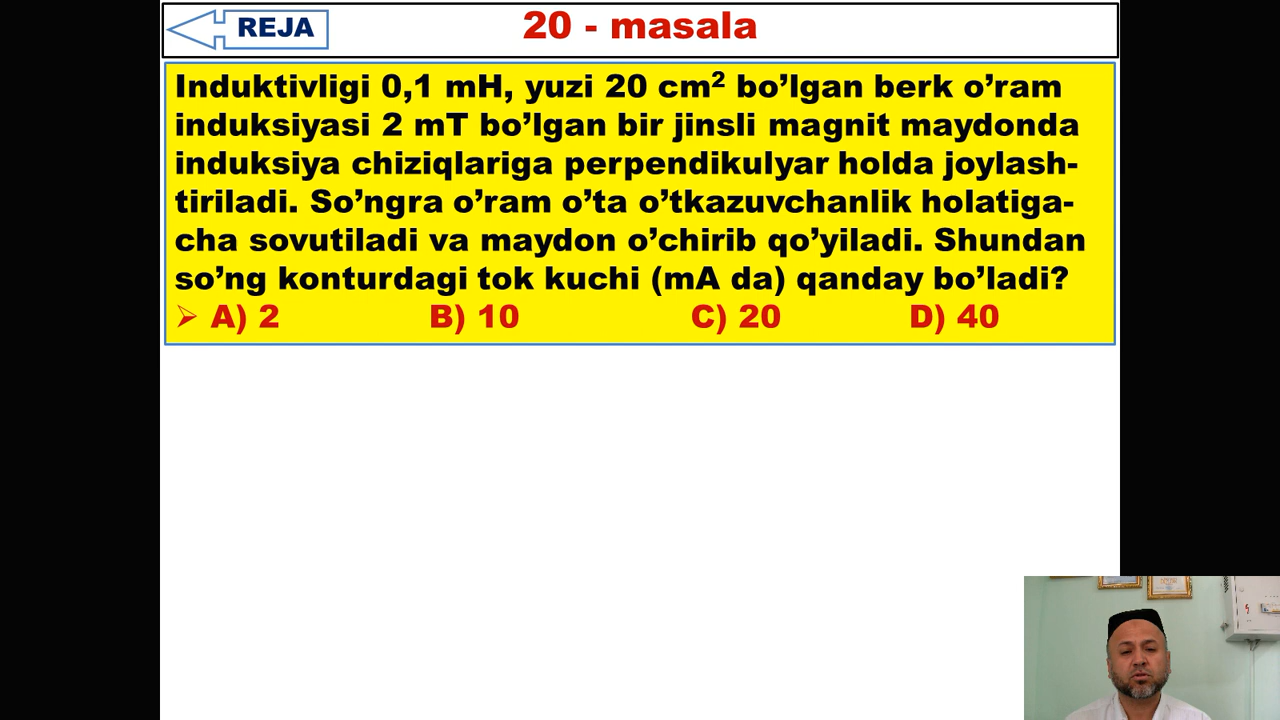 REJA
20 - masala
Induktivligi 0,1 mH, yuzi 20 cm² bo’lgan berk o’ram
induksiyasi 2 mT bo’lgan bir jinsli magnit maydonda
induksiya chiziqlariga perpendikulyar holda joylash-
tiriladi. So’ngra o’ram o’ta o’tkazuvchanlik holatiga-
cha sovutiladi va maydon o’chirib qo’yiladi. Shundan
so’ng konturdagi tok kuchi (mA da) qanday bo’ladi?
➢ A) 2 B) 10 C) 20 D) 40